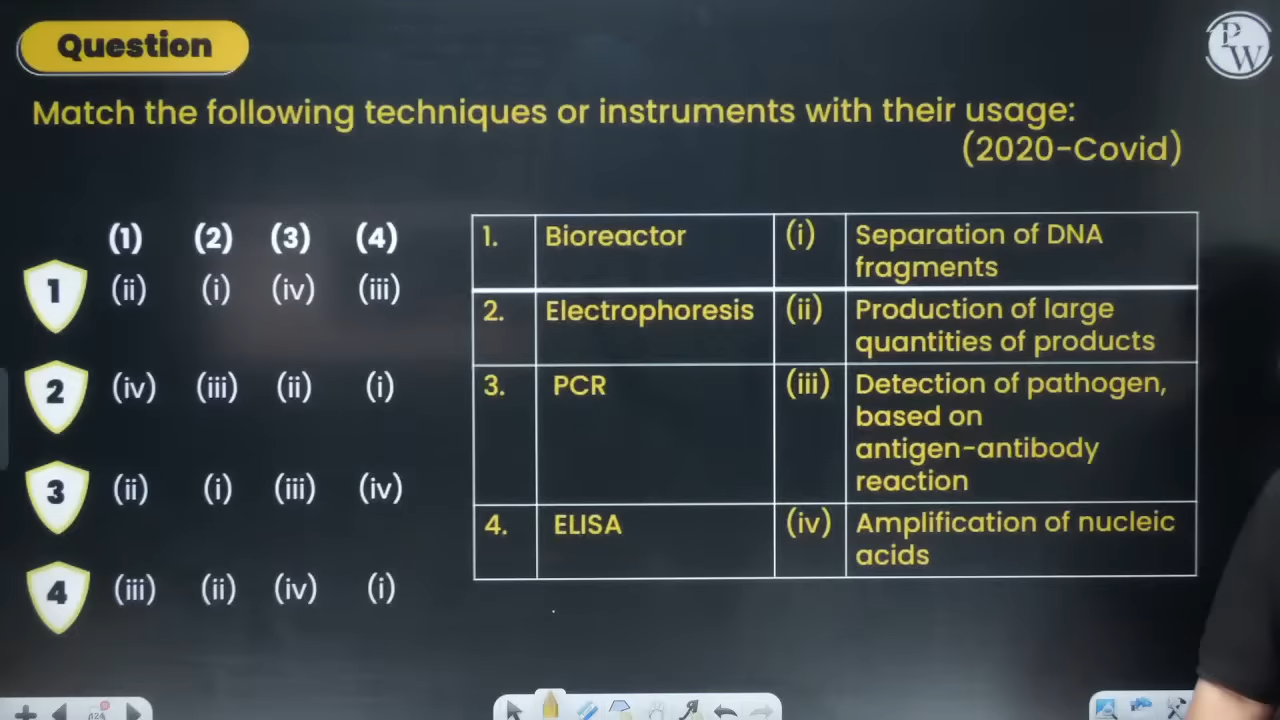 Question
PW
Match the following techniques or instruments with their usage:
(2020-Covid)
(1) (2) (3) (4)
1 (ii) (i) (iv) (iii)
2 (iv) (iii) (ii) (i)
3 (ii) (i) (iii) (iv)
4 (iii) (ii) (iv) (i)
1. Bioreactor (i) Separation of DNA
fragments
2. Electrophoresis (ii) Production of large
quantities of products
3. PCR (iii) Detection of pathogen,
based on
antigen-antibody
reaction
4. ELISA (iv) Amplification of nucleic
acids